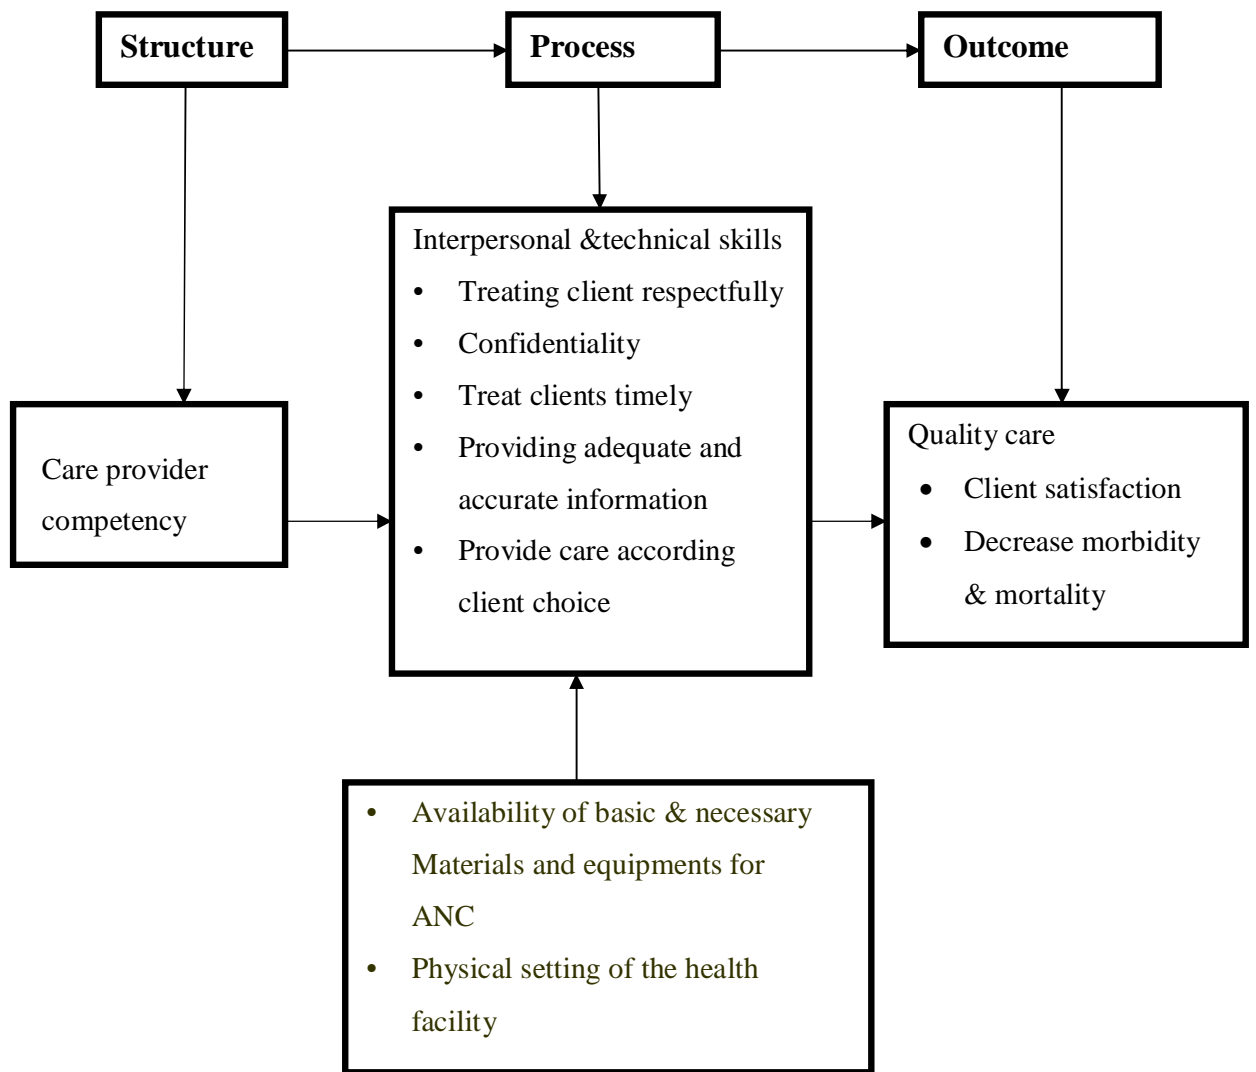 Structure
Process
Outcome
Interpersonal &technical skills
• Treating client respectfully
• Confidentiality
• Treat clients timely
• Providing adequate and
accurate information
• Provide care according
client choice
Care provider
competency
Quality care
• Client satisfaction
• Decrease morbidity
& mortality
• Availability of basic & necessary
Materials and equipments for
ANC
• Physical setting of the health
facility